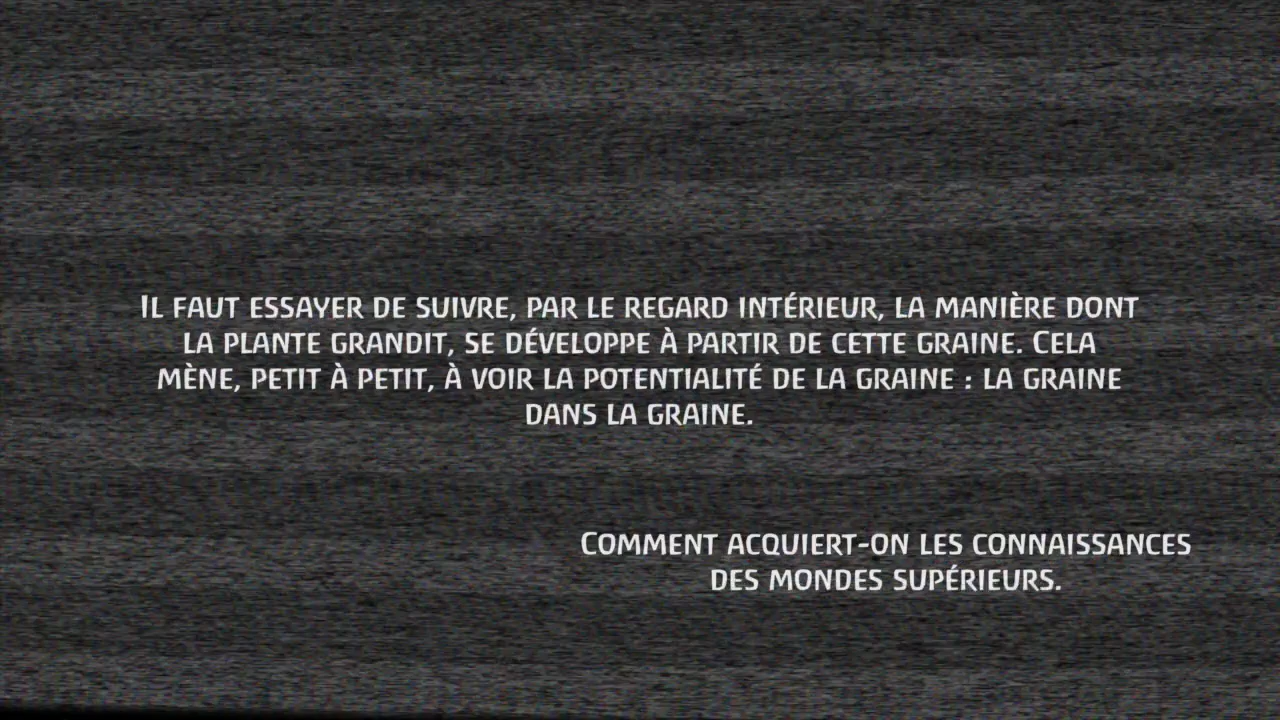 Il faut essayer de suivre, par le regard intérieur, la manière dont
la plante grandit, se développe à partir de cette graine. Cela
mène, petit à petit, à voir la potentialité de la graine : la graine
dans la graine.
Comment acquiert-on les connaissances
des mondes supérieurs.